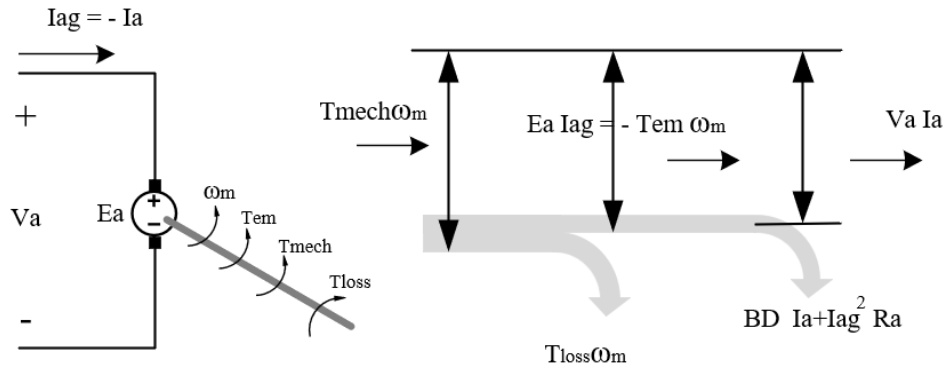 Iag = - Ia
+
Va
-
Ea
+
-
ωm
Tem
Tmech
Tloss
Tmechωm
Ea Iag = - Tem ωm
Va Ia
Tlossωm
BD Ia+Iag² Ra